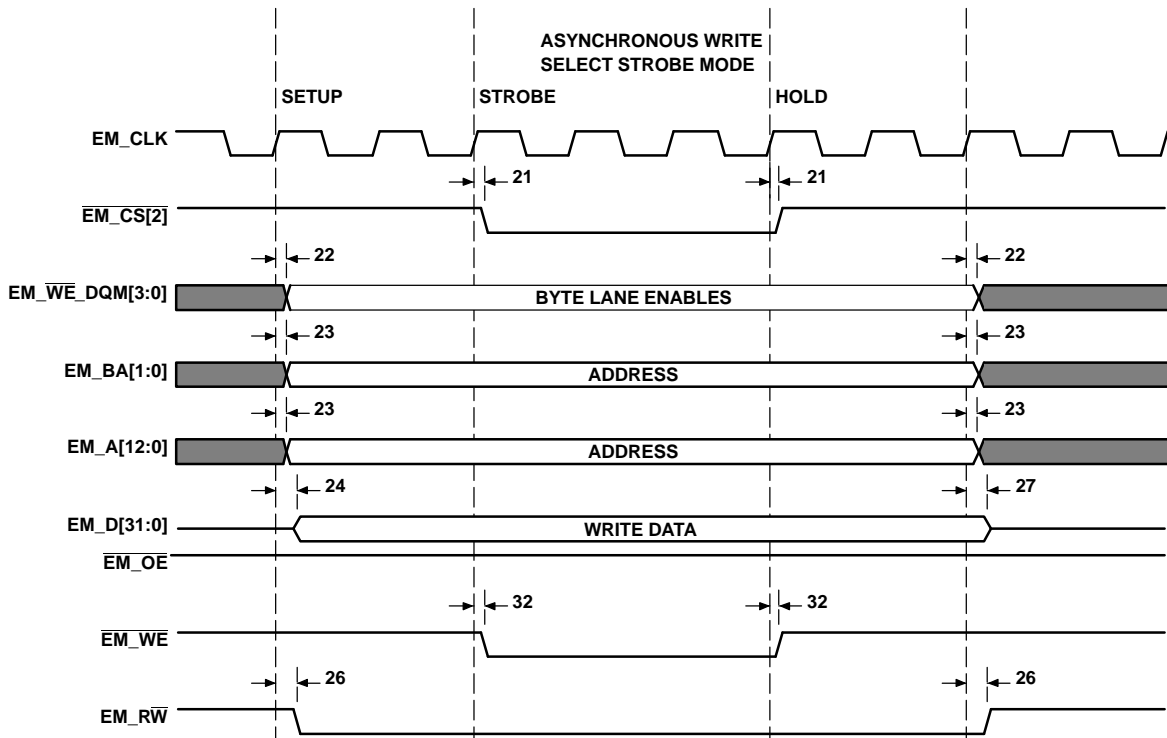 ASYNCHRONOUS WRITE
SELECT STROBE MODE
SETUP STROBE HOLD
EM_CLK
21 21
EM_CS[2]
22 22
EM_WE_DQM[3:0] BYTE LANE ENABLES
23 23
EM_BA[1:0] ADDRESS
23 23
EM_A[12:0] ADDRESS
24 27
EM_D[31:0] WRITE DATA
EM_OE
32 32
EM_WE
26 26
EM_RW